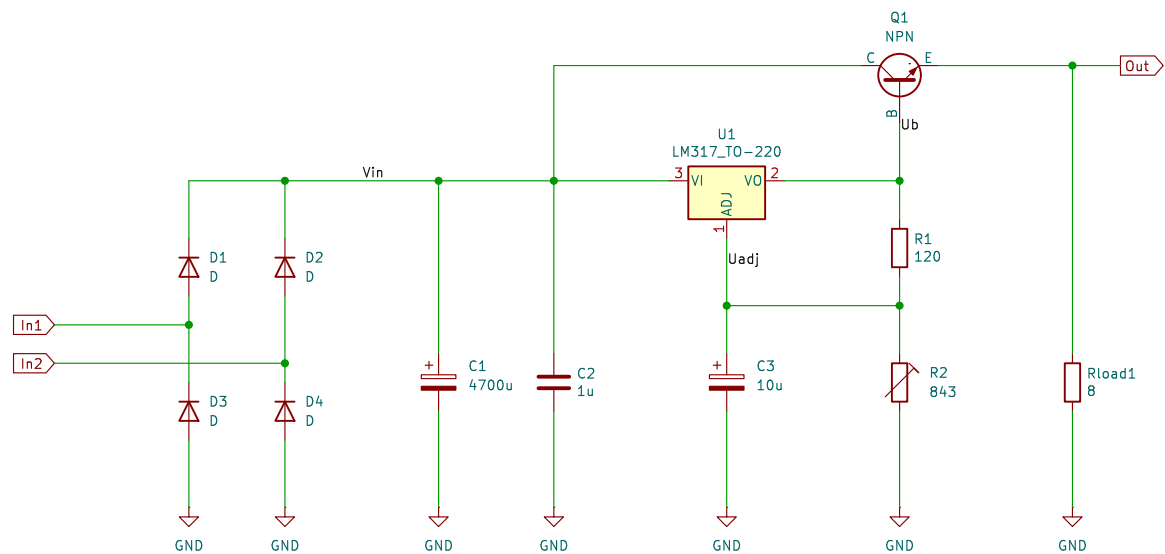 Q1
NPN
C
E
Out
B
Ub
U1
LM317_TO-220
Vin
3
VI
VO
2
ADJ
1
Uadj
D1
D
D2
D
R1
120
In1
In2
C1
4700u
C2
1u
C3
10u
R2
843
Rload1
8
D3
D
D4
D
GND
GND
GND
GND
GND
GND
GND